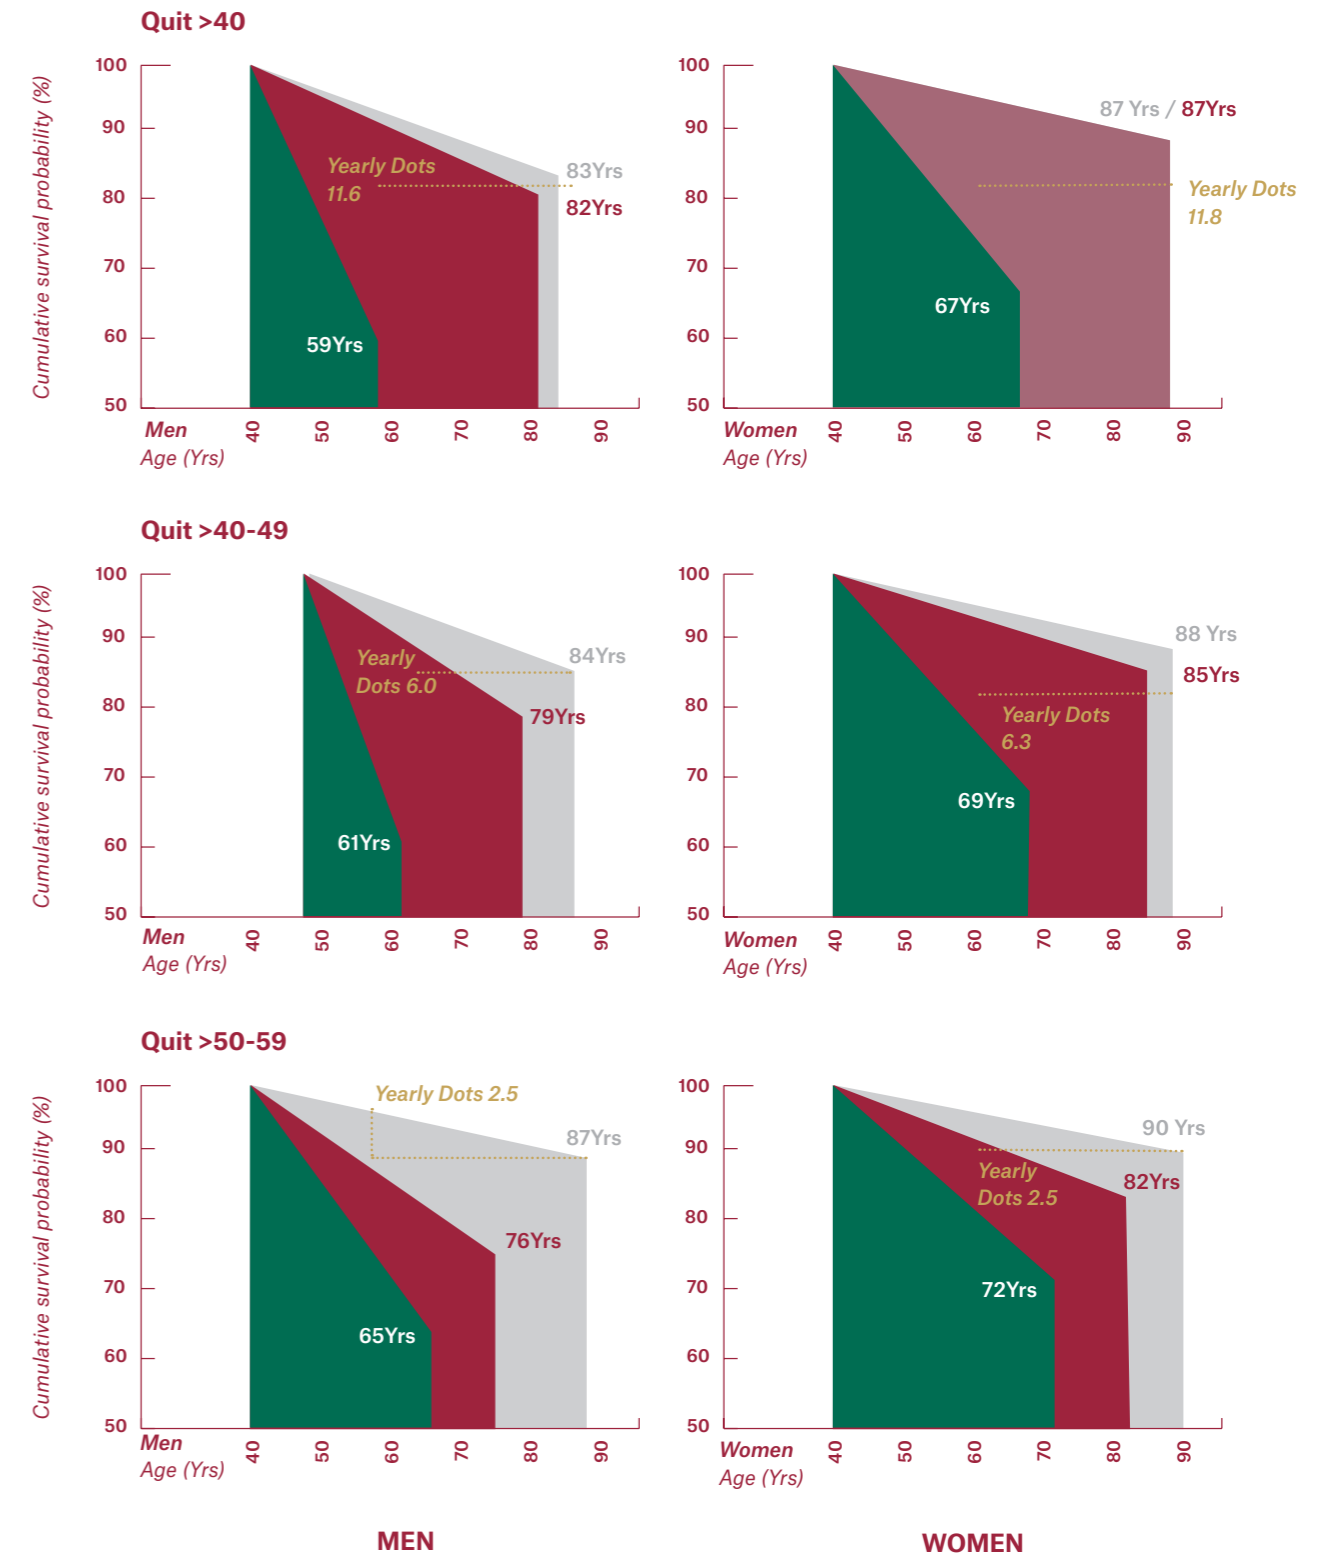 Quit >40
Cumulative survival probability (%)
100
90
80
70
60
50
Yearly Dots
11.6
83Yrs
82Yrs
59Yrs
Men
Age (Yrs)
40 50 60 70 80 90
100
90
80
70
60
50
87 Yrs / 87Yrs
Yearly Dots
11.8
67Yrs
Women
Age (Yrs)
40 50 60 70 80 90
Quit >40-49
Cumulative survival probability (%)
100
90
80
70
60
50
84Yrs
Yearly
Dots 6.0
79Yrs
61Yrs
Men
Age (Yrs)
40 50 60 70 80 90
100
90
80
70
60
50
88 Yrs
85Yrs
Yearly Dots
6.3
69Yrs
Women
Age (Yrs)
40 50 60 70 80 90
Quit >50-59
Cumulative survival probability (%)
100
90
80
70
60
50
Yearly Dots 2.5
87Yrs
76Yrs
65Yrs
Men
Age (Yrs)
40 50 60 70 80 90
100
90
80
70
60
50
90 Yrs
Yearly
Dots 2.5
82Yrs
72Yrs
Women
Age (Yrs)
40 50 60 70 80 90
MEN
WOMEN